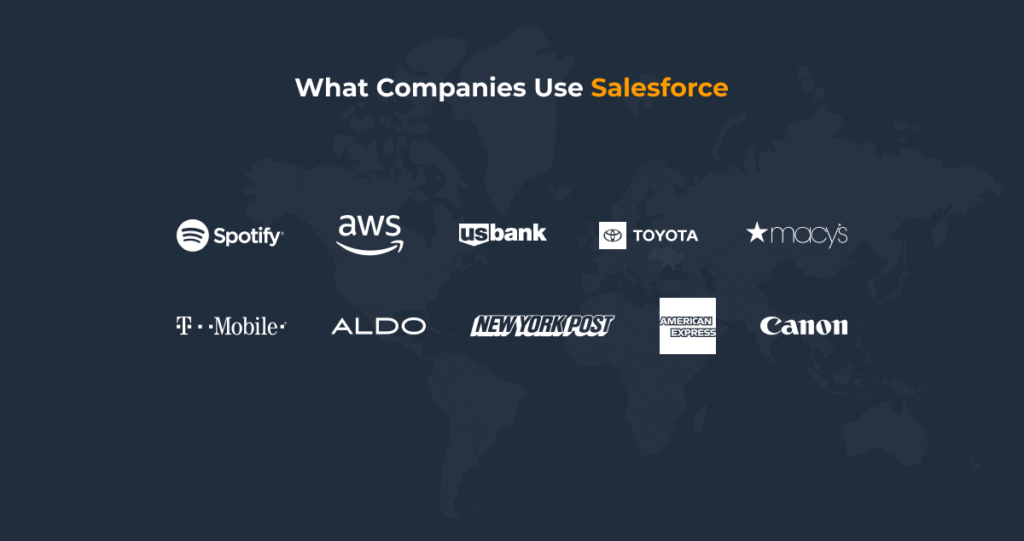 What Companies Use Salesforce
Spotify®
aws
usbank
TOYOTA
macy's
T··Mobile·®
ALDO
NEW YORK POST
AMERICAN
EXPRESS
Canon